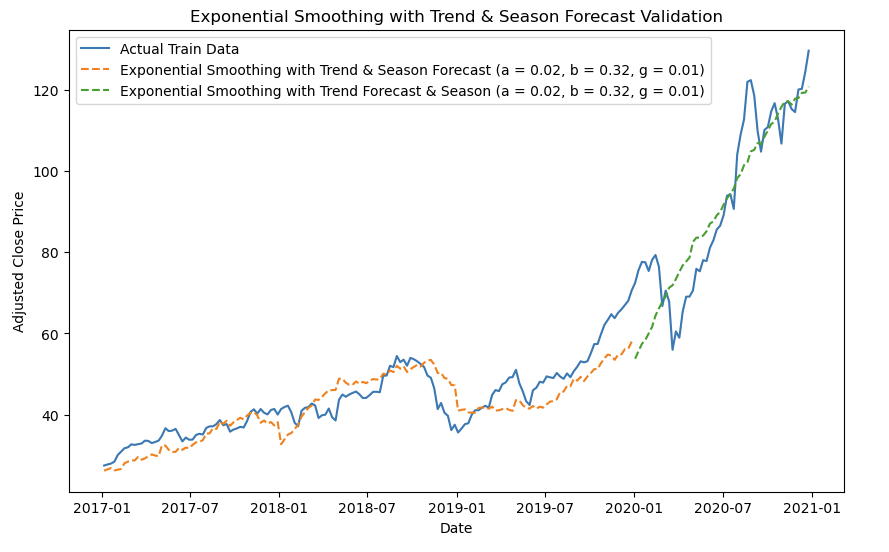 Exponential Smoothing with Trend & Season Forecast Validation
Actual Train Data
Exponential Smoothing with Trend & Season Forecast (a = 0.02, b = 0.32, g = 0.01)
Exponential Smoothing with Trend Forecast & Season (a = 0.02, b = 0.32, g = 0.01)
Adjusted Close Price
120
100
80
60
40
2017-01 2017-07 2018-01 2018-07 2019-01 2019-07 2020-01 2020-07 2021-01
Date